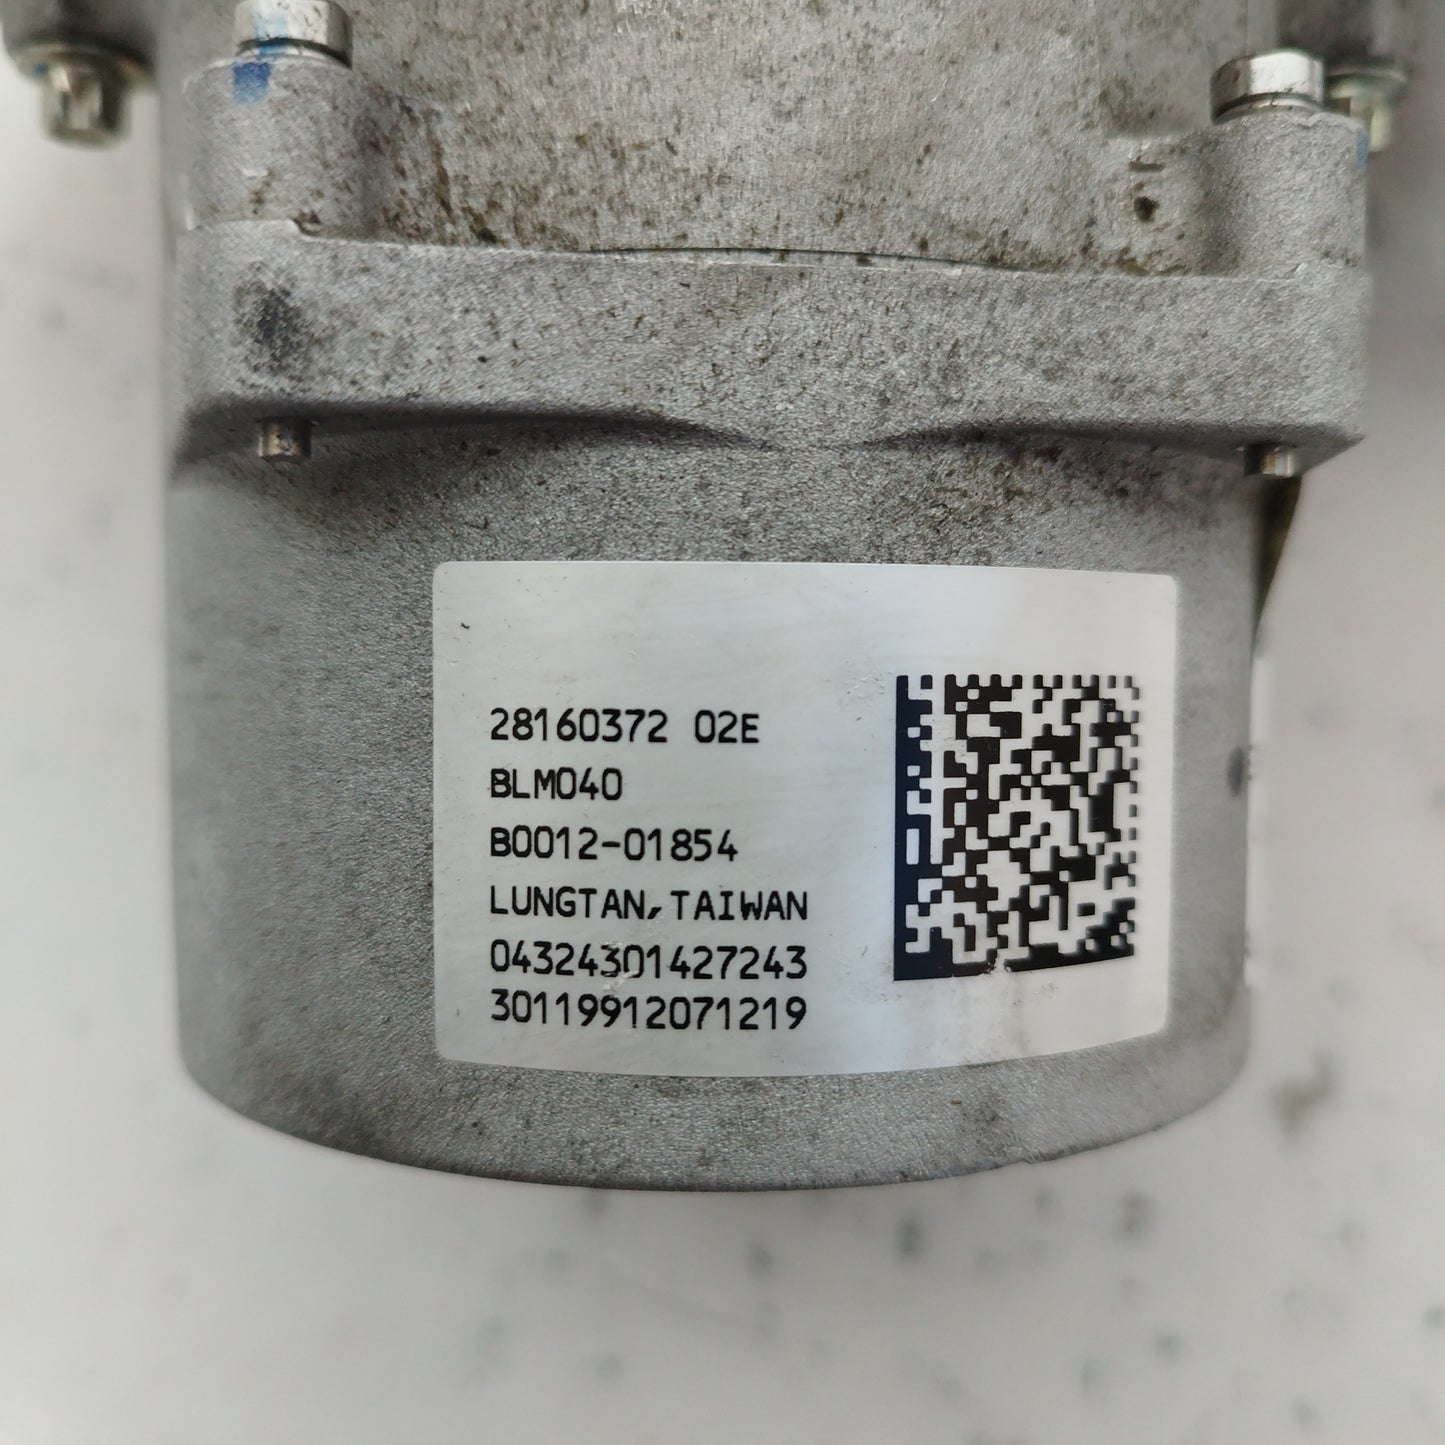 28160372 02E
BLM040
B0012-01854
LUNGTAN,TAIWAN
04324301427243
30119912071219